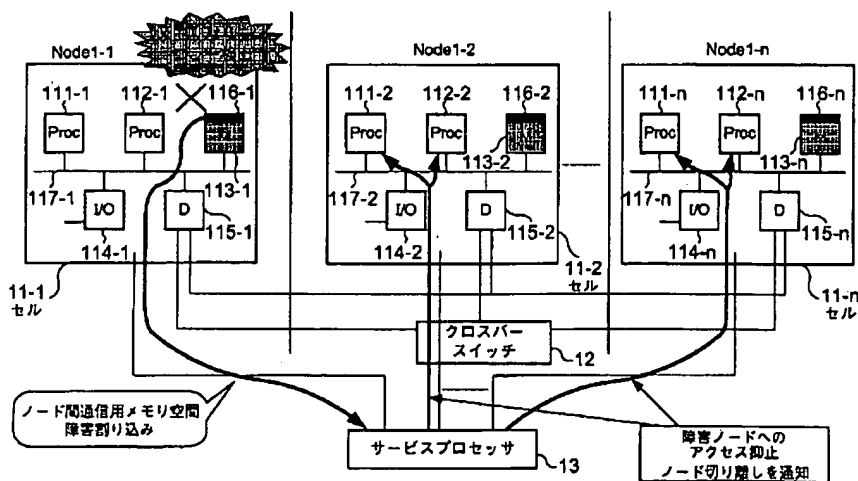 Node1-1
Node1-2
Node1-n
111-1
112-1
116-1
111-2
112-2
116-2
111-n
112-n
116-n
Proc
Proc
Proc
Proc
Proc
Proc
113-1
113-2
113-n
117-1
117-2
117-n
I/O
D
I/O
D
I/O
D
114-1
115-1
114-2
115-2
114-n
115-n
11-1
セル
11-2
セル
11-n
セル
クロスバー
スイッチ
12
ノード間通信用メモリ空間
障害割り込み
サービスプロセッサ
13
障害ノードへの
アクセス抑止
ノード切り離しを通知